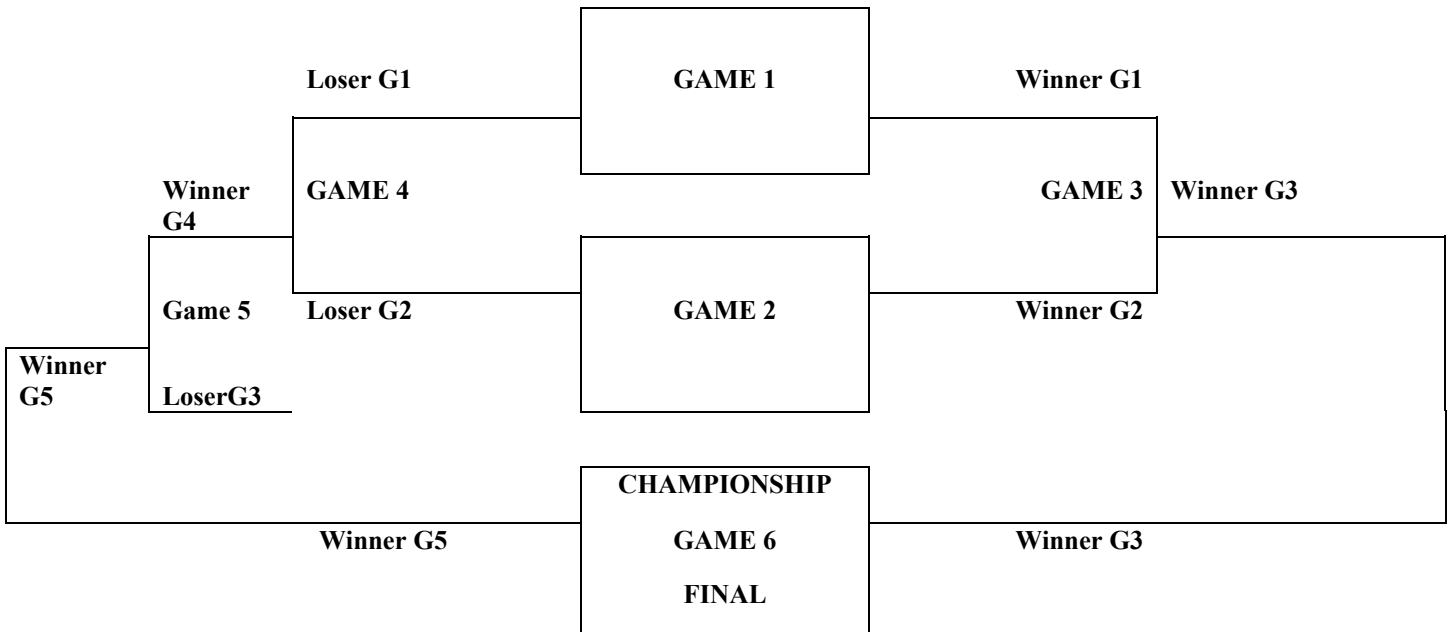 Loser G1
GAME 1
Winner G1
Winner
G4
GAME 4
GAME 3
Winner G3
Game 5
Loser G2
GAME 2
Winner G2
Winner
G5
LoserG3
CHAMPIONSHIP
Winner G5
GAME 6
Winner G3
FINAL